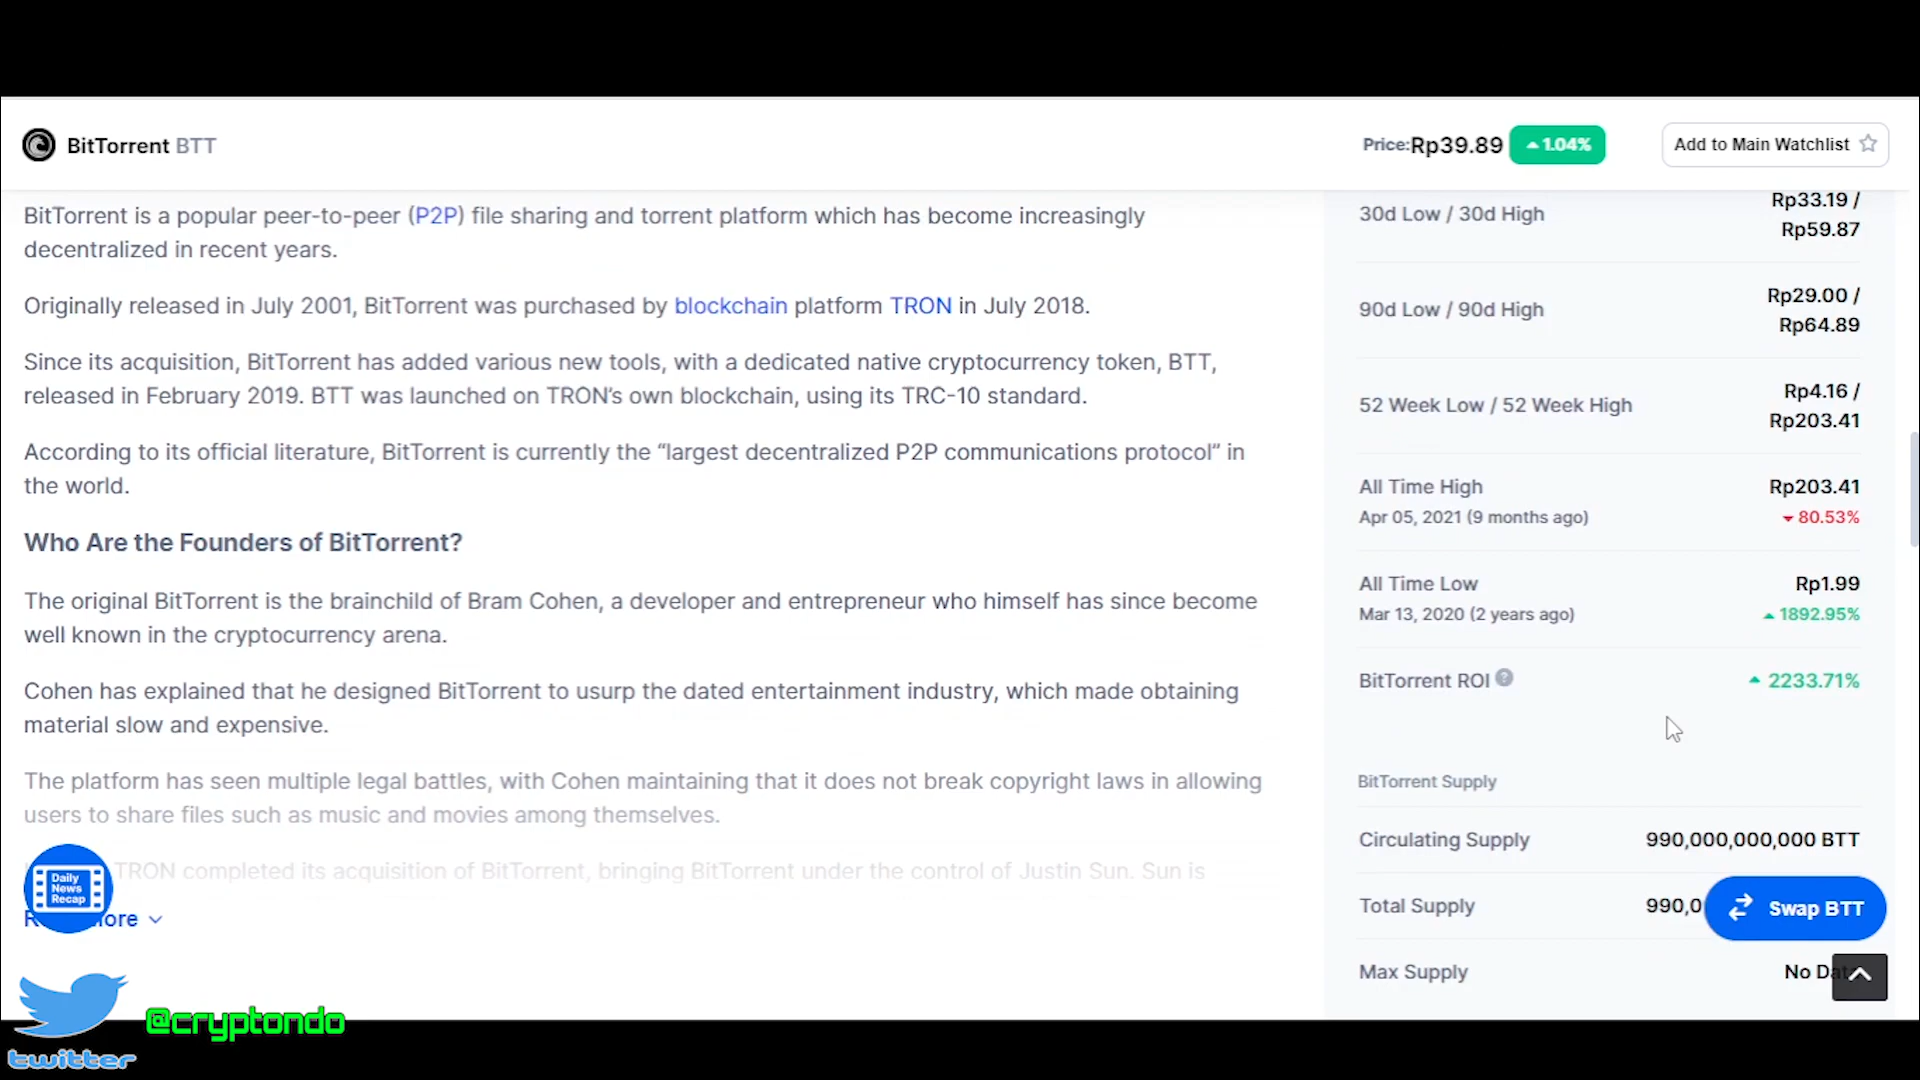 BitTorrent BTT
Price:Rp39.89 1.04%
Add to Main Watchlist
BitTorrent is a popular peer-to-peer (P2P) file sharing and torrent platform which has become increasingly
decentralized in recent years.
Originally released in July 2001, BitTorrent was purchased by blockchain platform TRON in July 2018.
Since its acquisition, BitTorrent has added various new tools, with a dedicated native cryptocurrency token, BTT,
released in February 2019. BTT was launched on TRON’s own blockchain, using its TRC-10 standard.
According to its official literature, BitTorrent is currently the “largest decentralized P2P communications protocol“ in
the world.
Who Are the Founders of BitTorrent?
The original BitTorrent is the brainchild of Bram Cohen, a developer and entrepreneur who himself has since become
well known in the cryptocurrency arena.
Cohen has explained that he designed BitTorrent to usurp the dated entertainment industry, which made obtaining
material slow and expensive.
The platform has seen multiple legal battles, with Cohen maintaining that it does not break copyright laws in allowing
users to share files such as music and movies among themselves.
TRON completed its acquisition of BitTorrent, bringing BitTorrent under the control of Justin Sun. Sun is
Daily
News
Recap
@cryptondo
twitter
30d Low / 30d High
Rp33.19 /
Rp59.87
90d Low / 90d High
Rp29.00 /
Rp64.89
52 Week Low / 52 Week High
Rp4.16 /
Rp203.41
All Time High
Rp203.41
Apr 05, 2021 (9 months ago)
80.53%
All Time Low
Rp1.99
Mar 13, 2020 (2 years ago)
1892.95%
BitTorrent ROI ?
2233.71%
BitTorrent Supply
Circulating Supply
990,000,000,000 BTT
Total Supply
990,0
Swap BTT
Max Supply
No